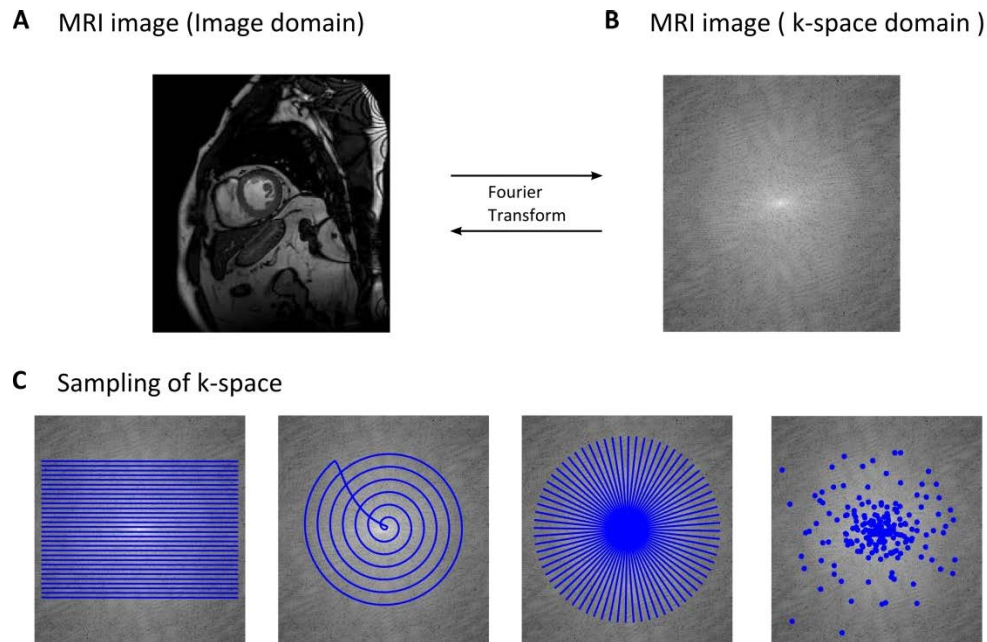 A MRI image (Image domain)
B MRI image ( k-space domain )
Fourier
Transform
C Sampling of k-space